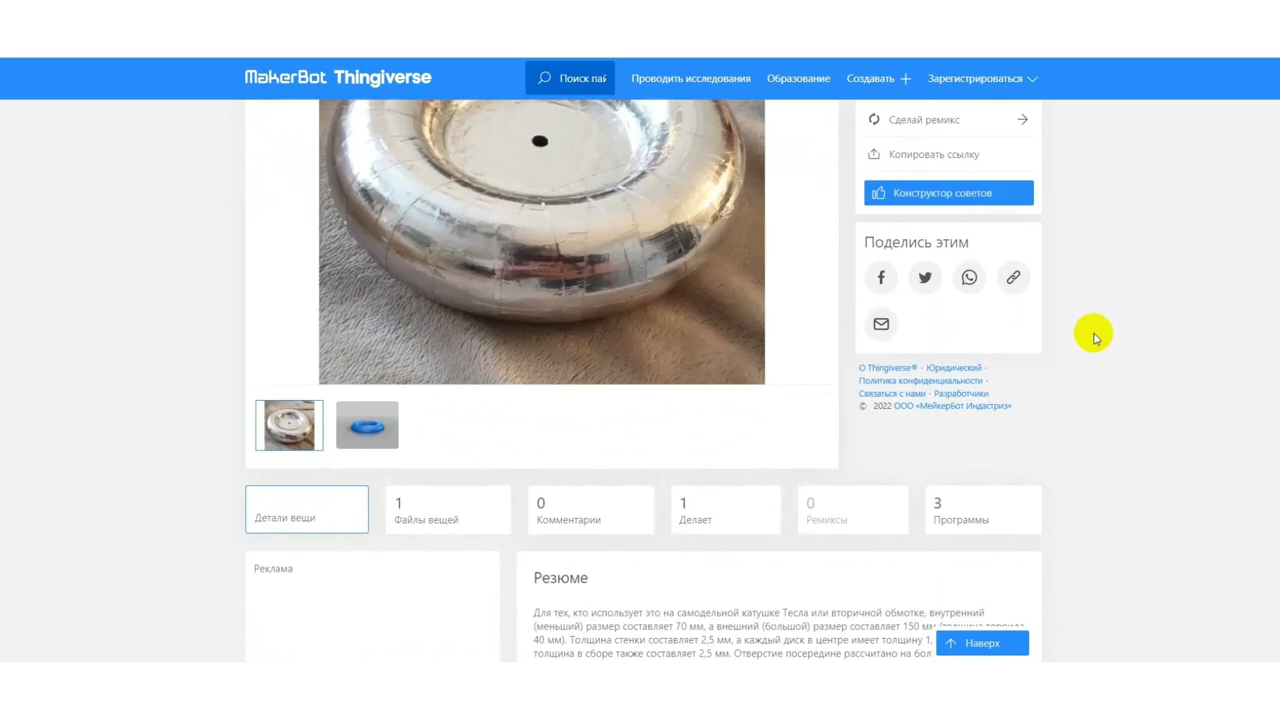 MakerBot Thingiverse
Поиск
Проводить исследования
Образование
Создавать
Зарегистрироваться
Сделай ремикс
Копировать ссылку
Конструктор советов
Поделись этим
О Thingiverse® · Юридический ·
Политика конфиденциальности ·
Связаться с нами · Разработчики
© 2022 ООО «МейкерБот Индастриз»
Детали вещи
1
Файлы вещей
0
Комментарии
1
Делает
0
Ремиксы
3
Программы
Реклама
Резюме
Для тех, кто использует это на самодельной катушке Тесла или вторичной обмотке, внутренний
(меньший) размер составляет 70 мм, а внешний (большой) размер составляет 150 мм (толщина тороида
40 мм). Толщина стенки составляет 2,5 мм, а каждый диск в центре имеет толщину 1,
толщина в сборе также составляет 2,5 мм. Отверстие посередине рассчитано на
Наверх